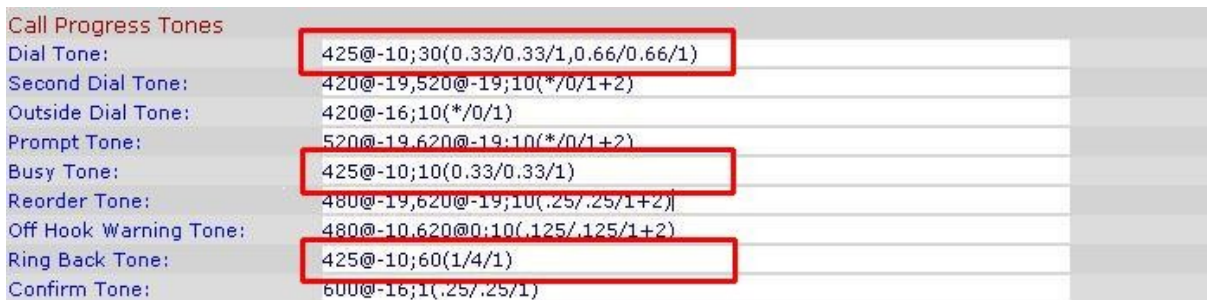 Call Progress Tones
Dial Tone: 425@-10;30(0.33/0.33/1,0.66/0.66/1)
Second Dial Tone: 420@-19,520@-19;10(*/0/1+2)
Outside Dial Tone: 420@-16;10(*/0/1)
Prompt Tone: 520@-19,620@-19;10(*/0/1+2)
Busy Tone: 425@-10;10(0.33/0.33/1)
Reorder Tone: 480@-19,620@-19;10(.25/.25/1+2)
Off Hook Warning Tone: 480@-10,620@0;10(.125/.125/1+2)
Ring Back Tone: 425@-10;60(1/4/1)
Confirm Tone: 600@-16;1(.25/.25/1)